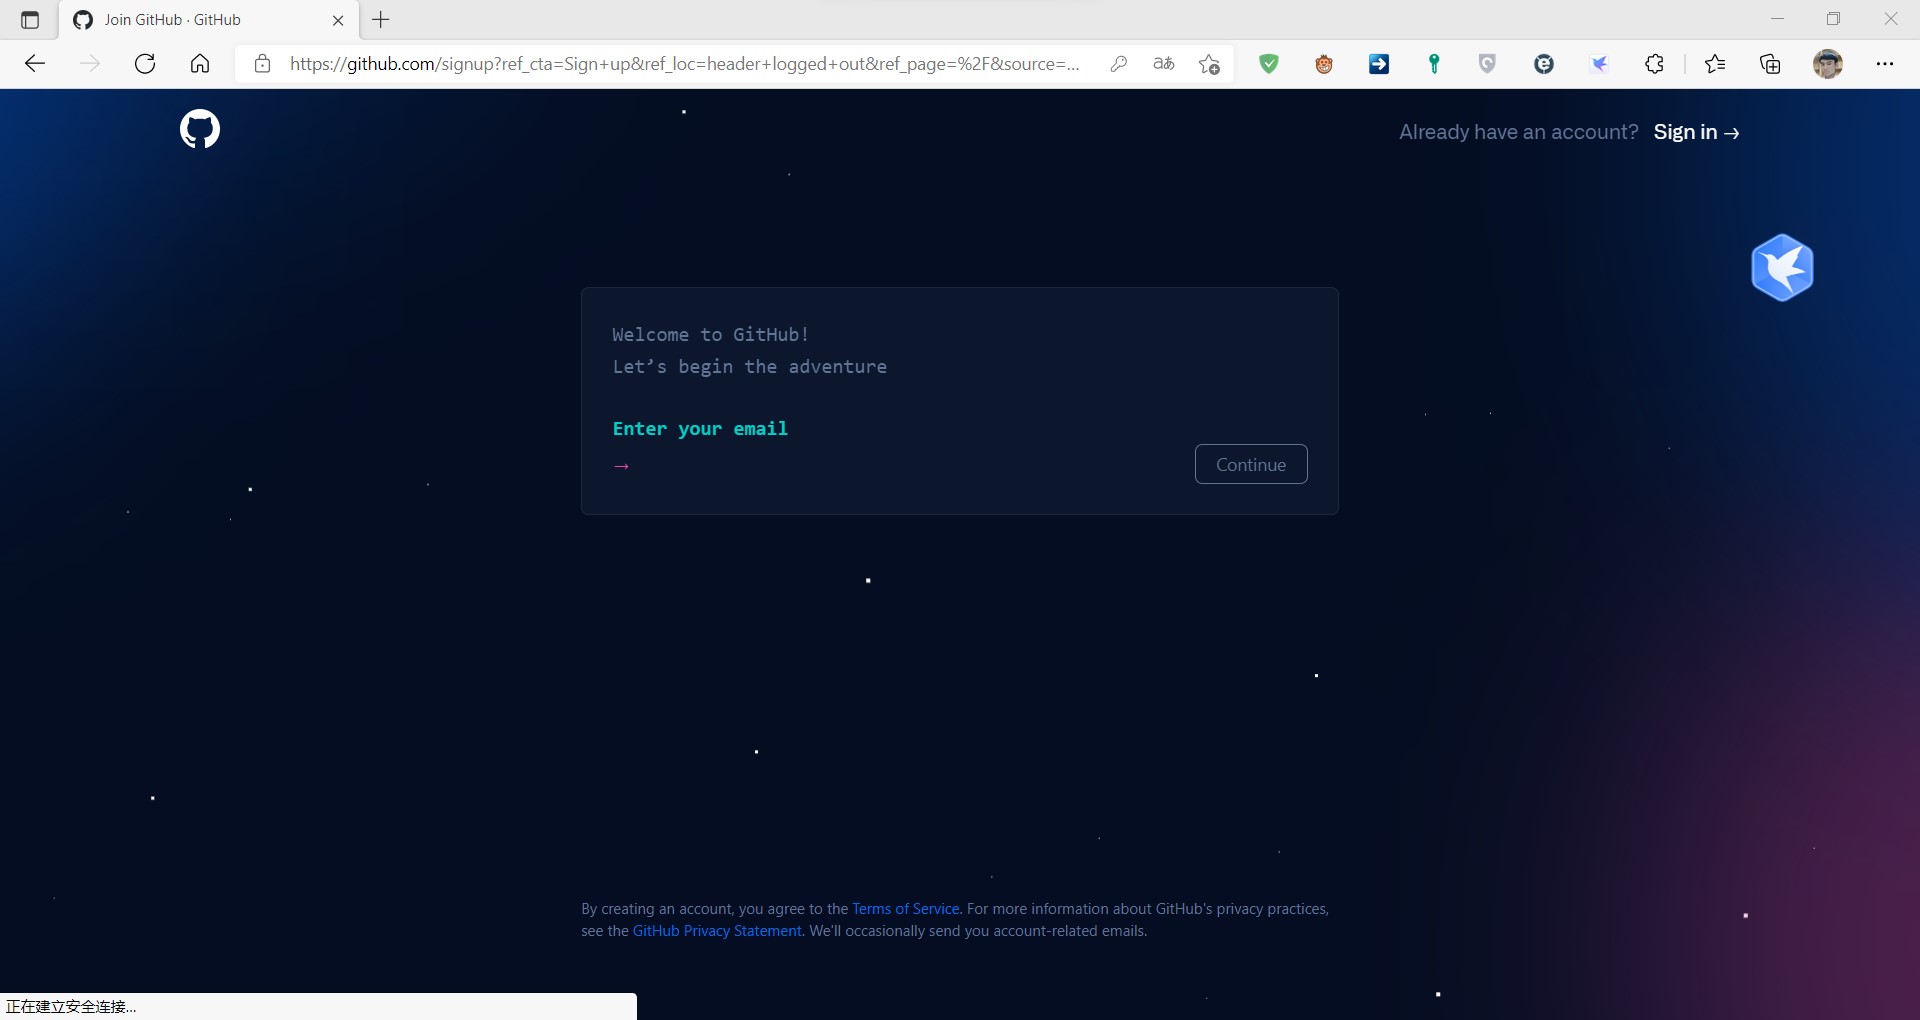 Join GitHub · GitHub
https://github.com/signup?ref_cta=Sign+up&ref_loc=header+logged+out&ref_page=%2F&source=...
Already have an account? Sign in →
Welcome to GitHub!
Let’s begin the adventure
Enter your email
→
Continue
By creating an account, you agree to the Terms of Service. For more information about GitHub's privacy practices,
see the GitHub Privacy Statement. We'll occasionally send you account-related emails.
正在建立安全连接...